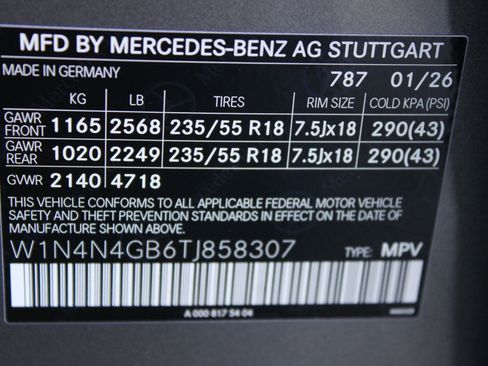 MFD BY MERCEDES-BENZ AG STUTTGART
MADE IN GERMANY 787 01/26
KG LB TIRES RIM SIZE COLD KPA (PSI)
GAWR FRONT 1165 2568 235/55 R18 7.5Jx18 290(43)
GAWR REAR 1020 2249 235/55 R18 7.5Jx18 290(43)
GVWR 2140 4718
THIS VEHICLE CONFORMS TO ALL APPLICABLE FEDERAL MOTOR VEHICLE
SAFETY AND THEFT PREVENTION STANDARDS IN EFFECT ON THE DATE OF
MANUFACTURE SHOWN ABOVE.
W1N4N4GB6TJ858307 TYPE: MPV
A 000 817 54 04